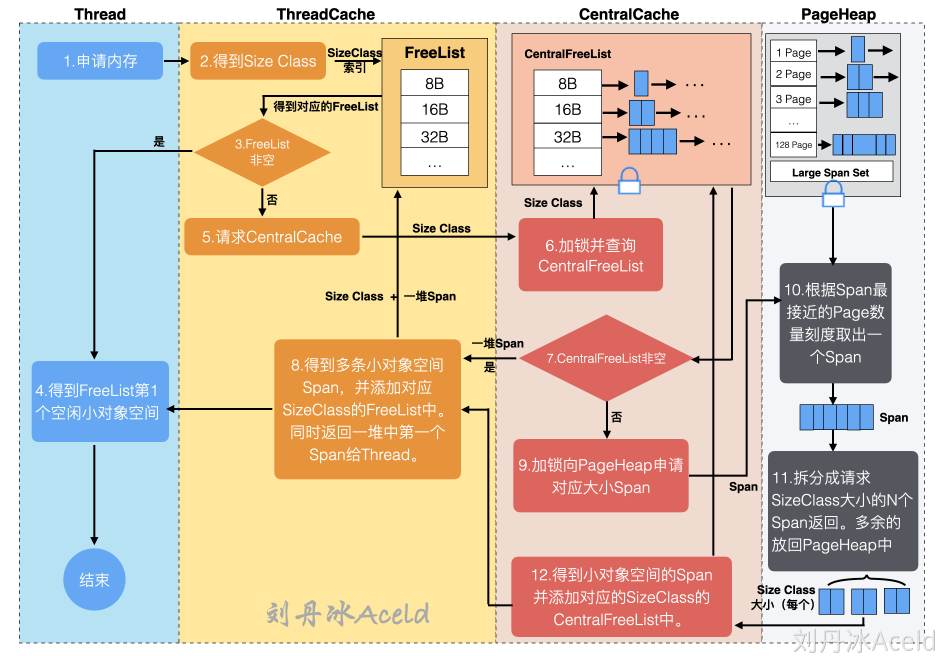 Thread
ThreadCache
CentralCache
PageHeap
1.申请内存
2.得到Size Class
SizeClass
索引
FreeList
8B
16B
32B
...
得到对应的FreeList
3.FreeList
非空
是
否
5.请求CentralCache
Size Class
CentralFreeList
8B
16B
32B
...
...
...
...
Size Class
6.加锁并查询
CentralFreeList
1 Page
2 Page
3 Page
...
128 Page
Large Span Set
Size Class + 一堆Span
一堆Span
是
7.CentralFreeList非空
否
8.得到多条小对象空间
Span，并添加对应
SizeClass的FreeList中。
同时返回一堆中第一个
Span给Thread。
4.得到FreeList第1
个空闲小对象空间
结束
9.加锁向PageHeap申请
对应大小Span
Span
10.根据Span最
接近的Page数
量刻度取出一
个Span
Span
11.拆分成请求
SizeClass大小的N个
Span返回。多余的
放回PageHeap中
Size Class
大小（每个）
12.得到小对象空间的Span
并添加对应的SizeClass的
CentralFreeList中。
刘丹冰Aceld
刘丹冰Aceld